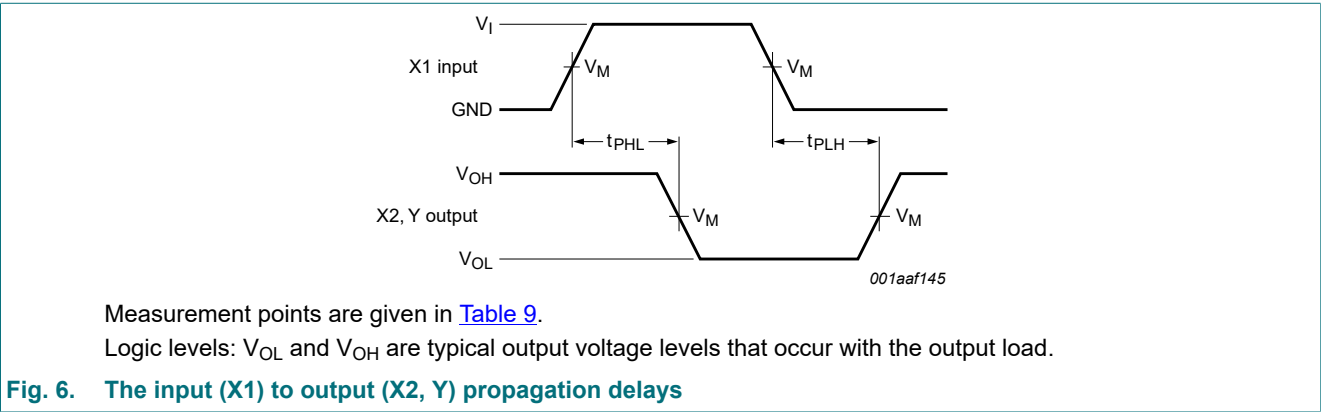 V_I
X1 input
V_M
V_M
GND
t_PHL
t_PLH
V_OH
X2, Y output
V_M
V_M
V_OL
001aaf145
Measurement points are given in Table 9.
Logic levels: V_OL and V_OH are typical output voltage levels that occur with the output load.
Fig. 6. The input (X1) to output (X2, Y) propagation delays